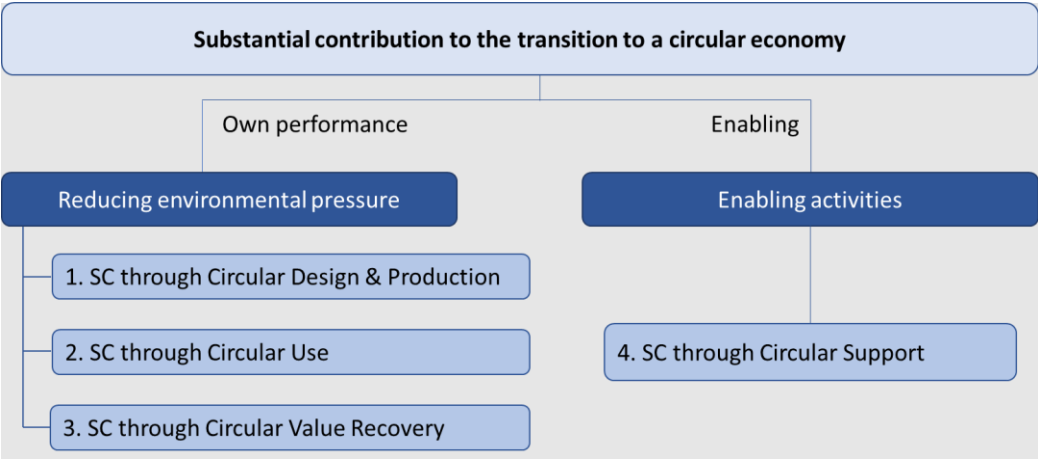 Substantial contribution to the transition to a circular economy
Own performance
Enabling
Reducing environmental pressure
Enabling activities
1. SC through Circular Design & Production
2. SC through Circular Use
4. SC through Circular Support
3. SC through Circular Value Recovery